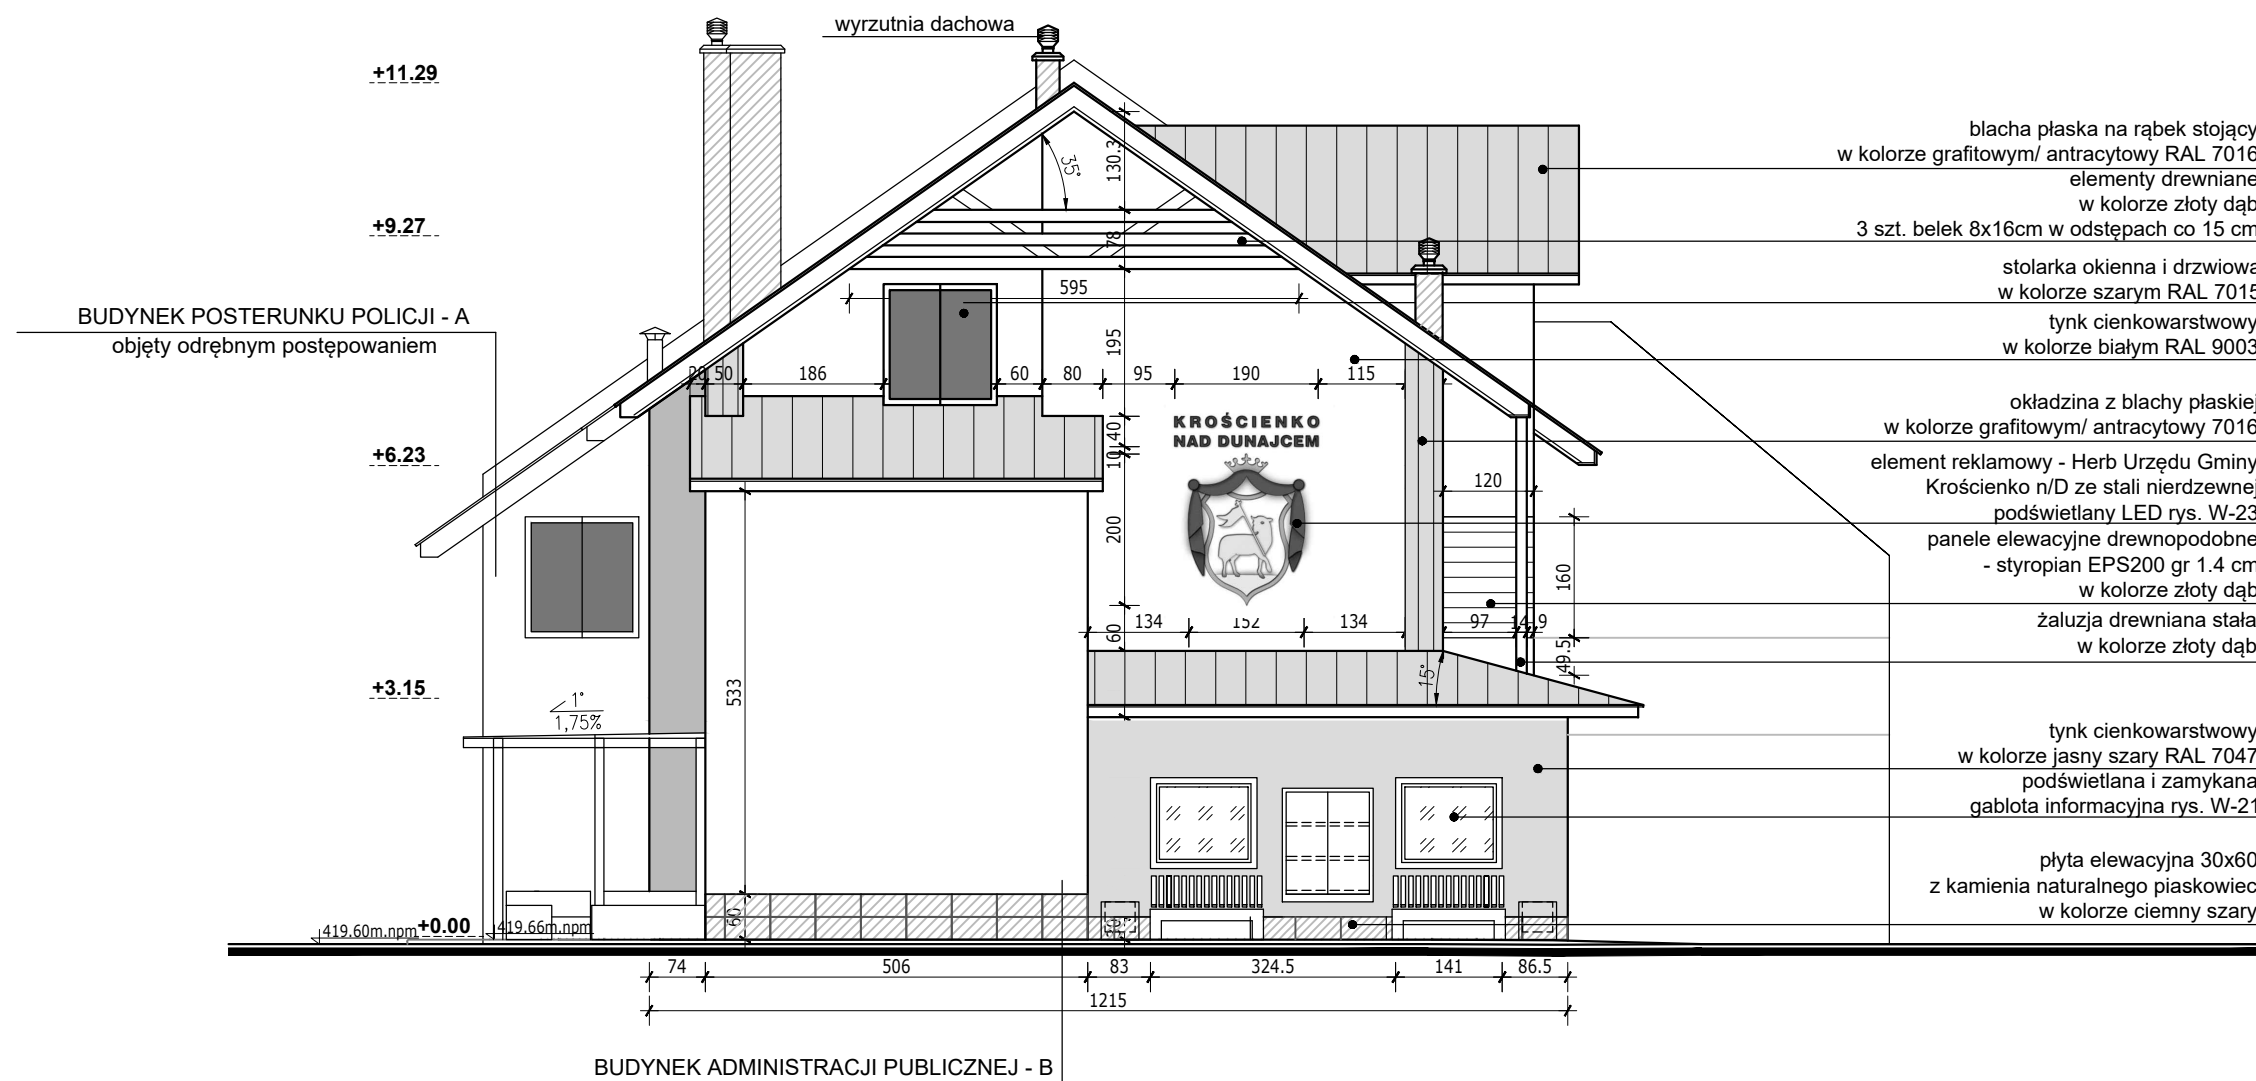 wyrzutnia dachowa
+11.29
+9.27
+6.23
+3.15
+0.00
BUDYNEK POSTERUNKU POLICJI - A
objęty odrębnym postępowaniem
blacha płaska na rąbek stojący
w kolorze grafitowym/ antracytowy RAL 7016
elementy drewniane
w kolorze złoty dąb
3 szt. belek 8x16cm w odstępach co 15 cm
stolarka okienna i drzwiowa
w kolorze szarym RAL 7015
tynk cienkowarstwowy
w kolorze białym RAL 9003
okładzina z blachy płaskiej
w kolorze grafitowym/ antracytowy 7016
element reklamowy - Herb Urzędu Gminy
Krościenko n/D ze stali nierdzewnej
podświetlany LED rys. W-23
panele elewacyjne drewnopodobne
- styropian EPS200 gr 1.4 cm
w kolorze złoty dąb
żaluzja drewniana stała
w kolorze złoty dąb
tynk cienkowarstwowy
w kolorze jasny szary RAL 7047
podświetlana i zamykana
gablota informacyjna rys. W-21
płyta elewacyjna 30x60
z kamienia naturalnego piaskowiec
w kolorze ciemny szary
35°
130.3
78
595
195
20 50 186 60 80 95 190 115
KROŚCIENKO
NAD DUNAJCEM
40
10
200
60
120
160
49.5
134 152 134 97 14 9
15°
533
1°
1,75%
60
30
419.60m.npm
419.66m.npm
74 506 83 324.5 141 86.5
1215
BUDYNEK ADMINISTRACJI PUBLICZNEJ - B